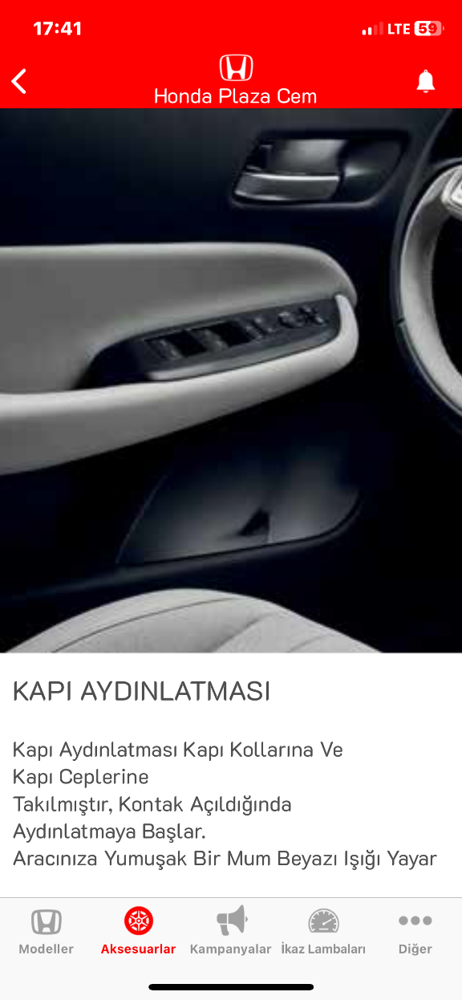 17:41
LTE 59
Honda Plaza Cem
KAPI AYDINLATMASI
Kapı Aydınlatması Kapı Kollarına Ve
Kapı Ceplerine
Takılmıştır, Kontak Açıldığında
Aydınlatmaya Başlar.
Aracınıza Yumuşak Bir Mum Beyazı Işığı Yayar
Modeller Aksesuarlar Kampanyalar İkaz Lambaları Diğer